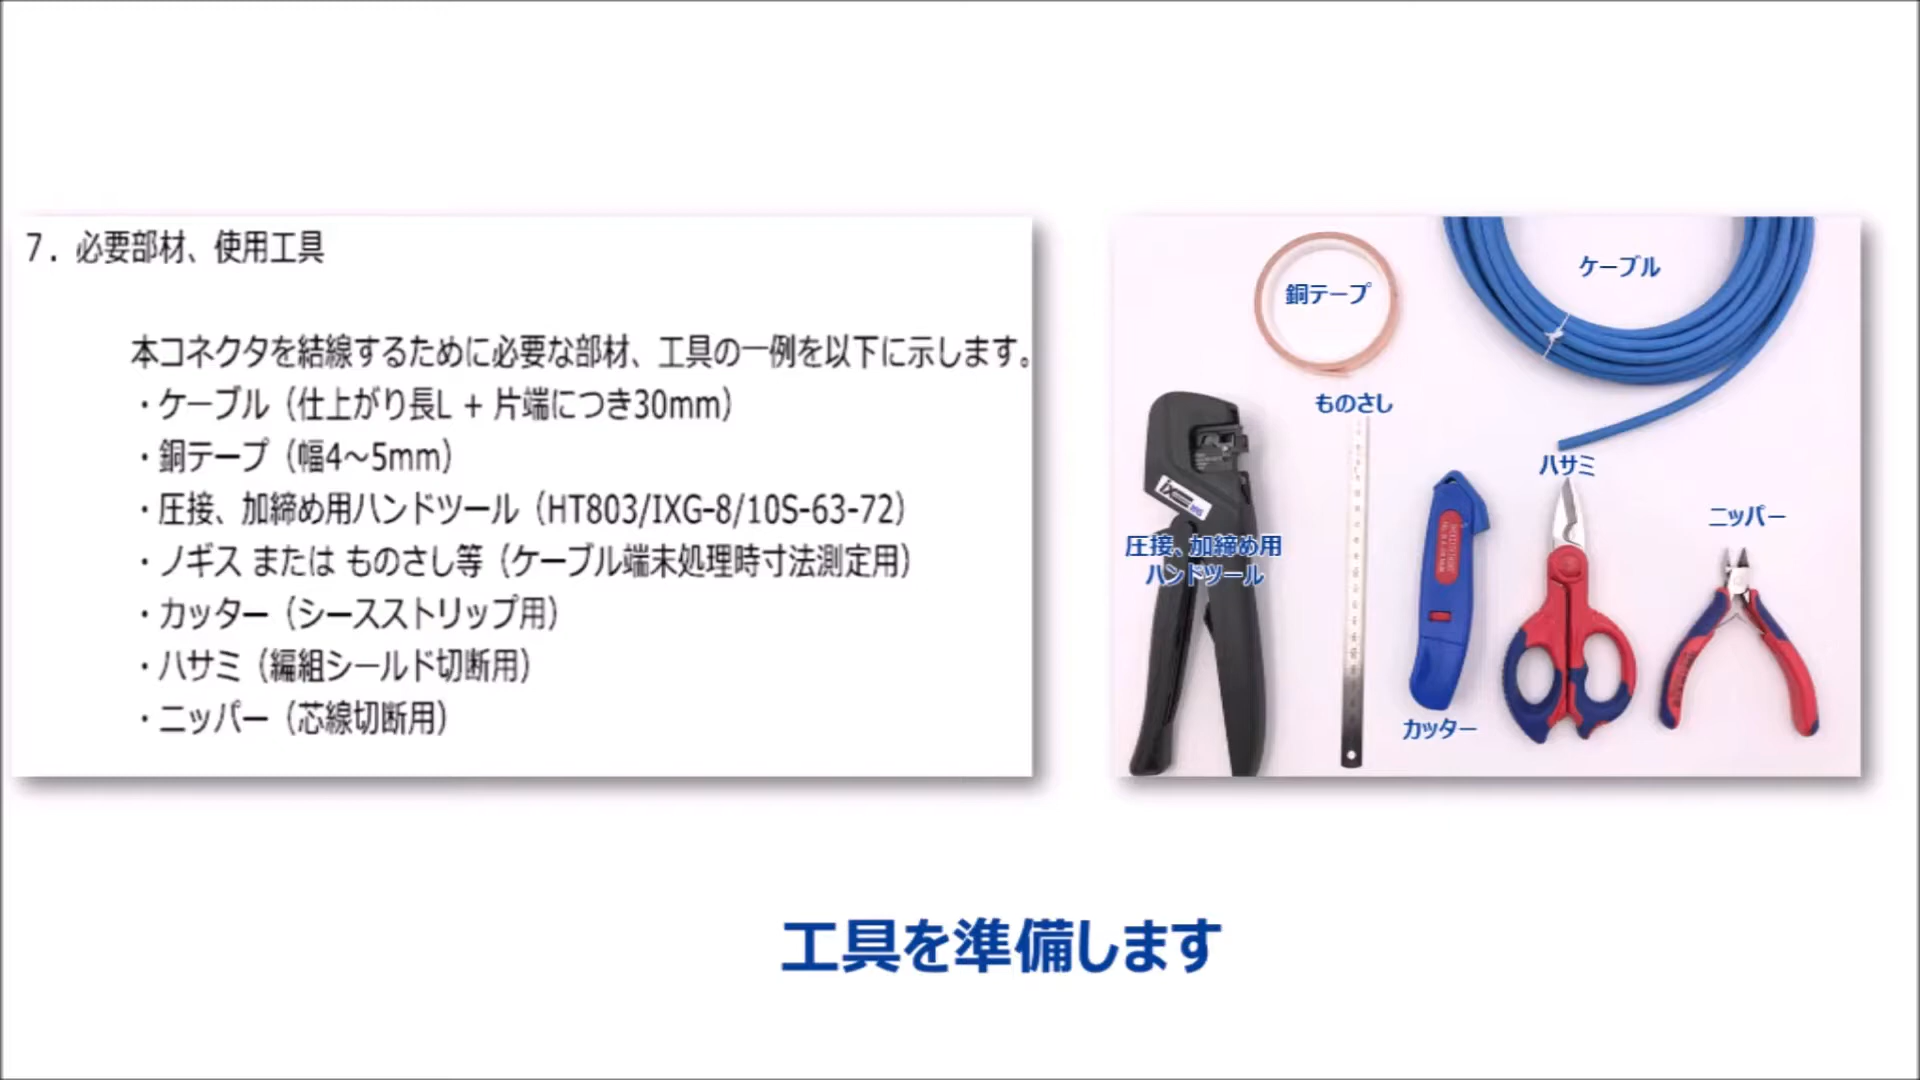 7．必要部材、使用工具
本コネクタを結線するために必要な部材、工具の一例を以下に示します。
・ケーブル（仕上がり長L + 片端につき30mm）
・銅テープ（幅4～5mm）
・圧接、加締め用ハンドツール（HT803/IXG-8/10S-63-72）
・ノギス または ものさし等（ケーブル端末処理時寸法測定用）
・カッター（シースストリップ用）
・ハサミ（編組シールド切断用）
・ニッパー（芯線切断用）
銅テープ
ケーブル
ものさし
ハサミ
ニッパー
圧接、加締め用
ハンドツール
カッター
工具を準備します